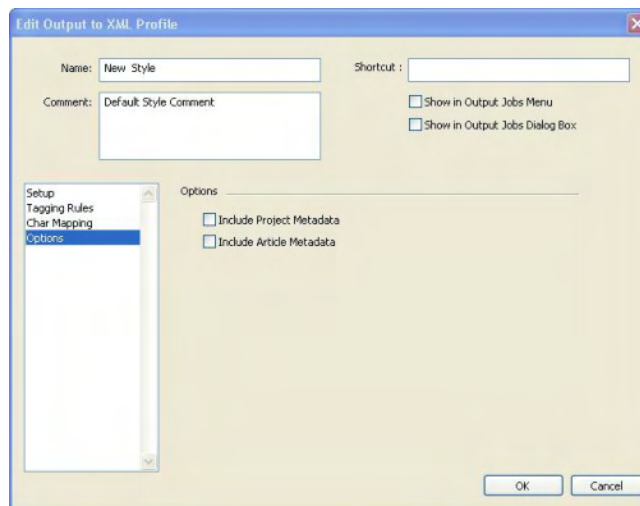 Edit Output to XML Profile
Name: New Style
Shortcut :
Comment: Default Style Comment
Show in Output Jobs Menu
Show in Output Jobs Dialog Box
Setup
Tagging Rules
Char Mapping
Options
Options
Include Project Metadata
Include Article Metadata
OK
Cancel